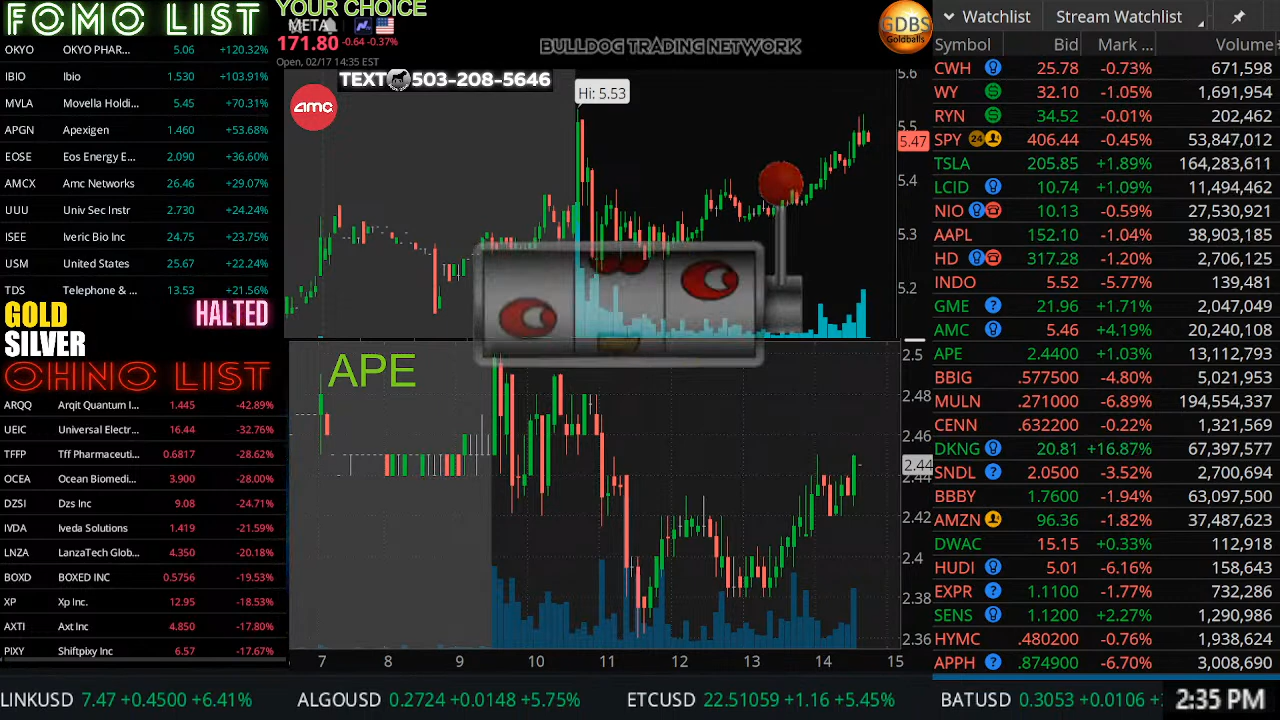 FOMO LIST
OKYO OKYO PHAR... 5.06 +120.32%
IBIO Ibio 1.530 +103.91%
MVLA Movella Holdi... 5.45 +70.31%
APGN Apexigen 1.460 +53.68%
EOSE Eos Energy E... 2.090 +36.60%
AMCX Amc Networks 26.46 +29.07%
UUU Univ Sec Instr 2.730 +24.24%
ISEE Iveric Bio Inc 24.75 +23.75%
USM United States 25.67 +22.24%
TDS Telephone & ... 13.53 +21.56%
GOLD
HALTED
SILVER
OHNO LIST
ARQQ Arqit Quantum I... 1.445 -42.89%
UEIC Universal Electr... 16.44 -32.76%
TFFP Tff Pharmaceuti... 0.6817 -28.62%
OCEA Ocean Biomedi... 3.900 -28.00%
DZSI Dzs Inc 9.08 -24.71%
IVDA Iveda Solutions 1.419 -21.59%
LNZA LanzaTech Glob... 4.350 -20.18%
BOXD BOXED INC 0.5756 -19.53%
XP Xp Inc. 12.95 -18.53%
AXTI Axt Inc 4.850 -17.80%
PIXY Shiftpixy Inc 6.57 -17.67%
YOUR CHOICE
META
171.80 -0.64 -0.37%
Open, 02/17 14:35 EST
BULLDOG TRADING NETWORK
GDBS
Goldballs
TEXT 503-208-5646
amc
Hi: 5.53
5.6
5.5
5.47
5.4
5.3
5.2
APE
2.5
2.48
2.46
2.44
2.44
2.42
2.4
2.38
2.36
7 8 9 10 11 12 13 14 15
Watchlist Stream Watchlist
Symbol Bid Mark ... Volume
CWH 25.78 -0.73% 671,598
WY 32.10 -1.05% 1,691,954
RYN 34.52 -0.01% 202,462
SPY 24 406.44 -0.45% 53,847,012
TSLA 205.85 +1.89% 164,283,611
LCID 10.74 +1.09% 11,494,462
NIO 10.13 -0.59% 27,530,921
AAPL 152.10 -1.04% 38,903,185
HD 317.28 -1.20% 2,706,125
INDO 5.52 -5.77% 139,481
GME ? 21.96 +1.71% 2,047,049
AMC 5.46 +4.19% 20,240,108
APE 2.4400 +1.03% 13,112,793
BBIG .577500 -4.80% 5,021,953
MULN .271000 -6.89% 194,554,337
CENN .632200 -0.22% 1,321,569
DKNG 20.81 +16.87% 67,397,577
SNDL ? 2.0500 -3.52% 2,700,694
BBBY 1.7600 -1.94% 63,097,500
AMZN 96.36 -1.82% 37,487,623
DWAC 15.15 +0.33% 112,918
HUDI 5.01 -6.16% 158,643
EXPR ? 1.1100 -1.77% 732,286
SENS 1.1200 +2.27% 1,290,986
HYMC .480200 -0.76% 1,938,624
APPH ? .874900 -6.70% 3,008,690
LINKUSD 7.47 +0.4500 +6.41% ALGOUSD 0.2724 +0.0148 +5.75% ETCUSD 22.51059 +1.16 +5.45% BATUSD 0.3053 +0.0106
2:35 PM